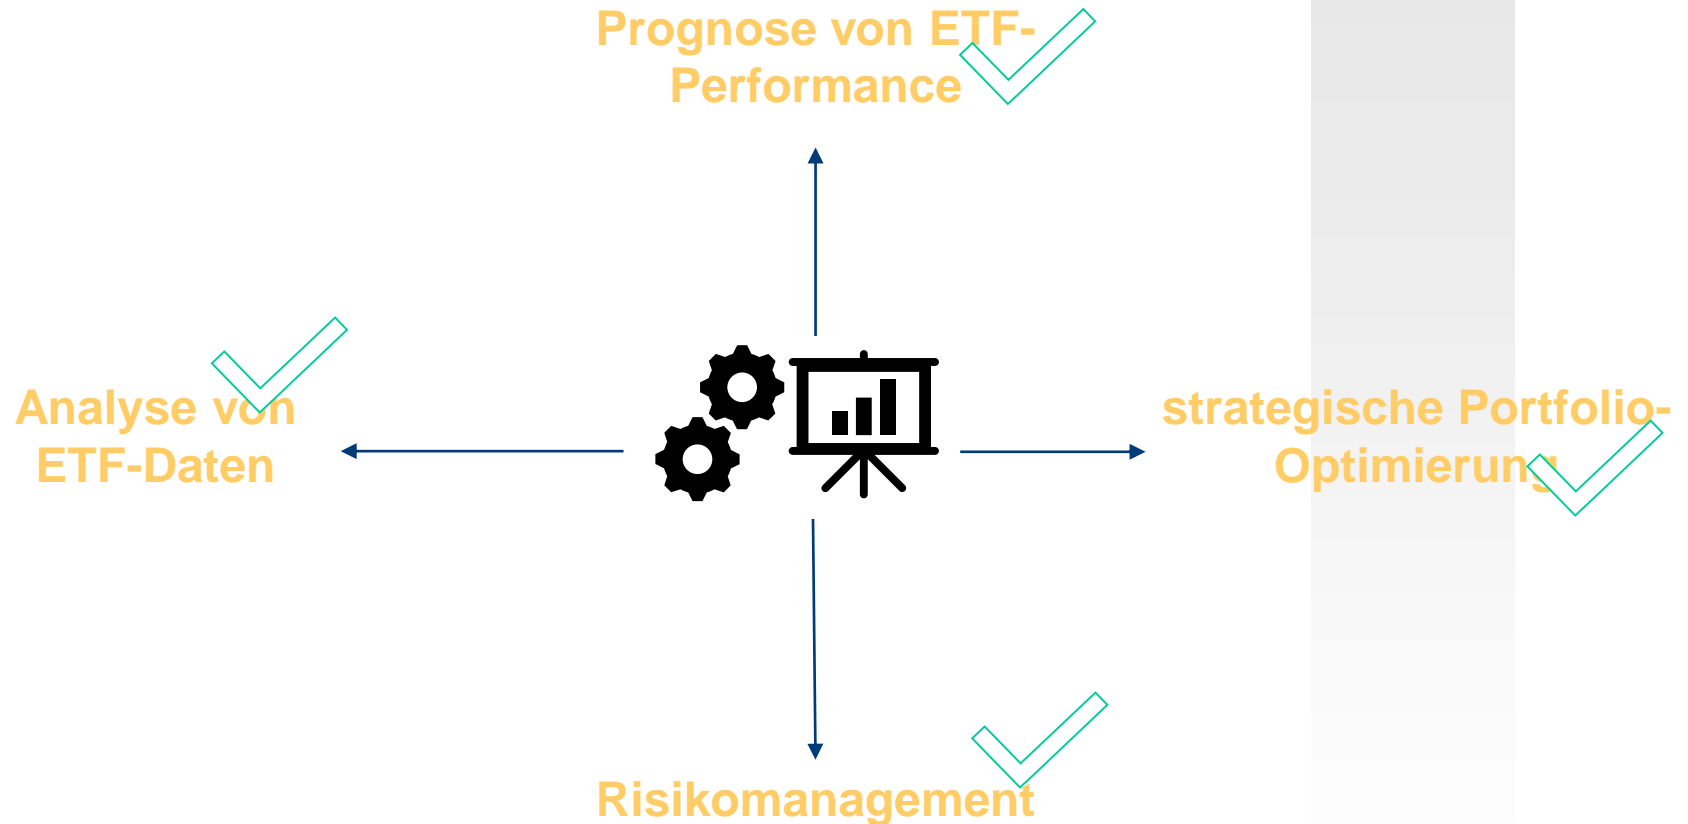 Prognose von ETF-
Performance
Analyse von
ETF-Daten
strategische Portfolio-
Optimierung
Risikomanagement